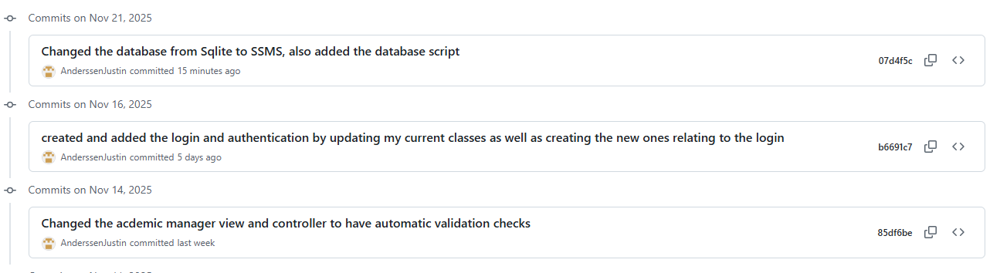 Commits on Nov 21, 2025
Changed the database from Sqlite to SSMS, also added the database script
AnderssenJustin committed 15 minutes ago
07d4f5c
Commits on Nov 16, 2025
created and added the login and authentication by updating my current classes as well as creating the new ones relating to the login
AnderssenJustin committed 5 days ago
b6691c7
Commits on Nov 14, 2025
Changed the acdemic manager view and controller to have automatic validation checks
AnderssenJustin committed last week
85df6be